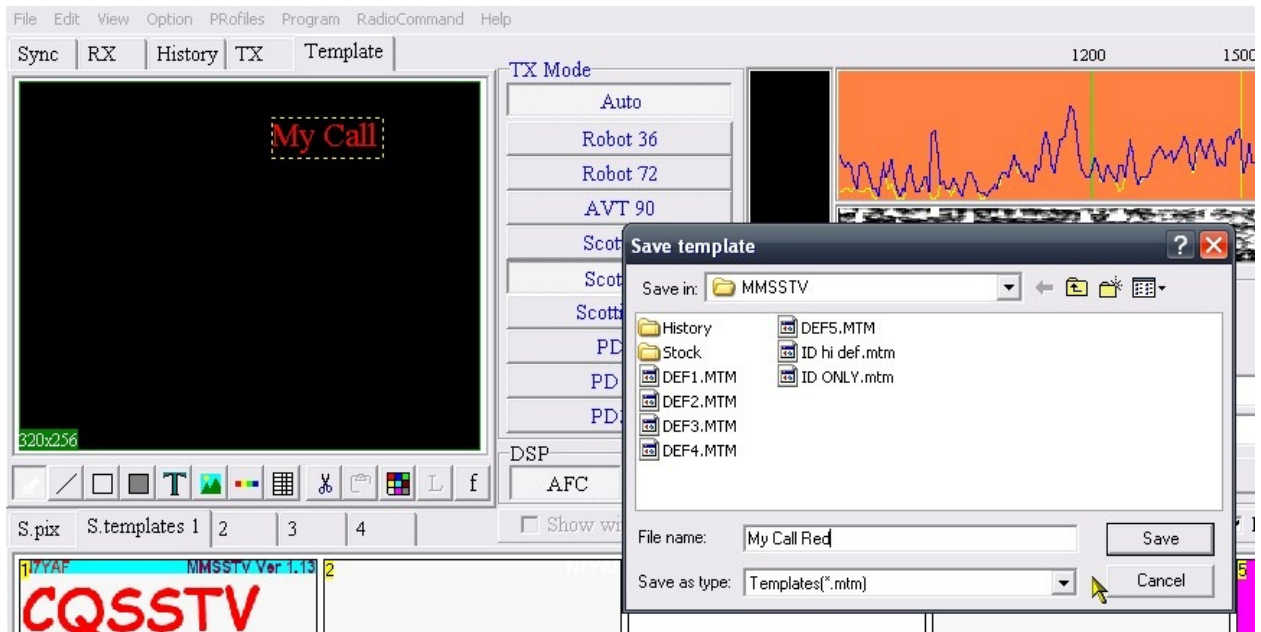 File Edit View Option PRofiles Program RadioCommand Help
Sync RX History TX Template
1200
TX Mode
Auto
Robot 36
Robot 72
AVT 90
My Call
320x256
DSP
AFC
S.pix S.templates 1 2 3 4
Save template
Save in: MMSSTV
History
Stock
DEF1.MTM
DEF2.MTM
DEF3.MTM
DEF4.MTM
DEF5.MTM
ID hi def.mtm
ID ONLY.mtm
File name: My Call Red
Save
Save as type: Templates(*.mtm)
Cancel
1
MMSSTV Ver 1.13
CQSSTV
2
5